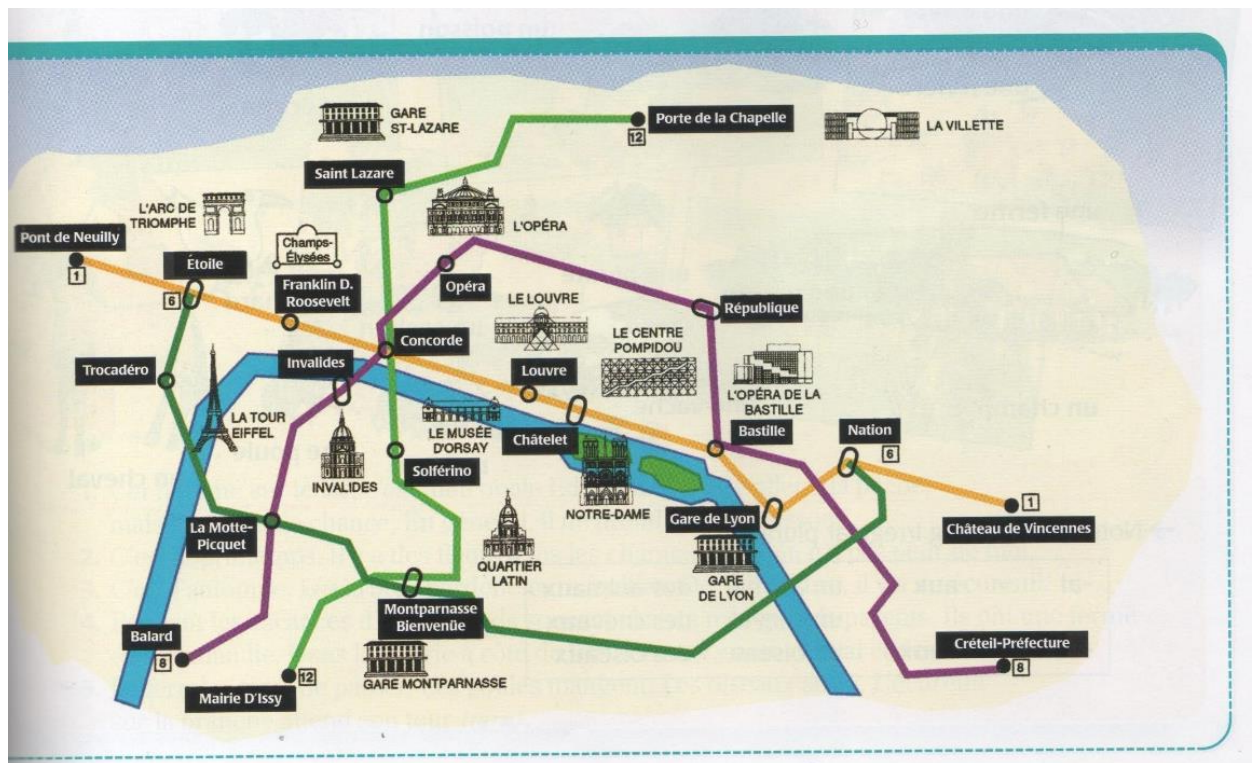 un poisson
GARE
ST-LAZARE
Porte de la Chapelle
12
LA VILLETTE
Saint Lazare
L'ARC DE
TRIOMPHE
L'OPÉRA
Pont de Neuilly
1
Champs-
Élysées
Étoile
6
Franklin D.
Roosevelt
Opéra
LE LOUVRE
République
LE CENTRE
POMPIDOU
Concorde
Invalides
Trocadéro
Louvre
L'OPÉRA DE LA
BASTILLE
LA TOUR
EIFFEL
LE MUSÉE
D'ORSAY
Châtelet
Bastille
Nation
6
Solférino
INVALIDES
NOTRE-DAME
1
La Motte-
Picquet
Gare de Lyon
Château de Vincennes
QUARTIER
LATIN
GARE
DE LYON
Montparnasse
Bienvenüe
Balard
8
12
Créteil-Préfecture
8
GARE MONTPARNASSE
Mairie D'Issy